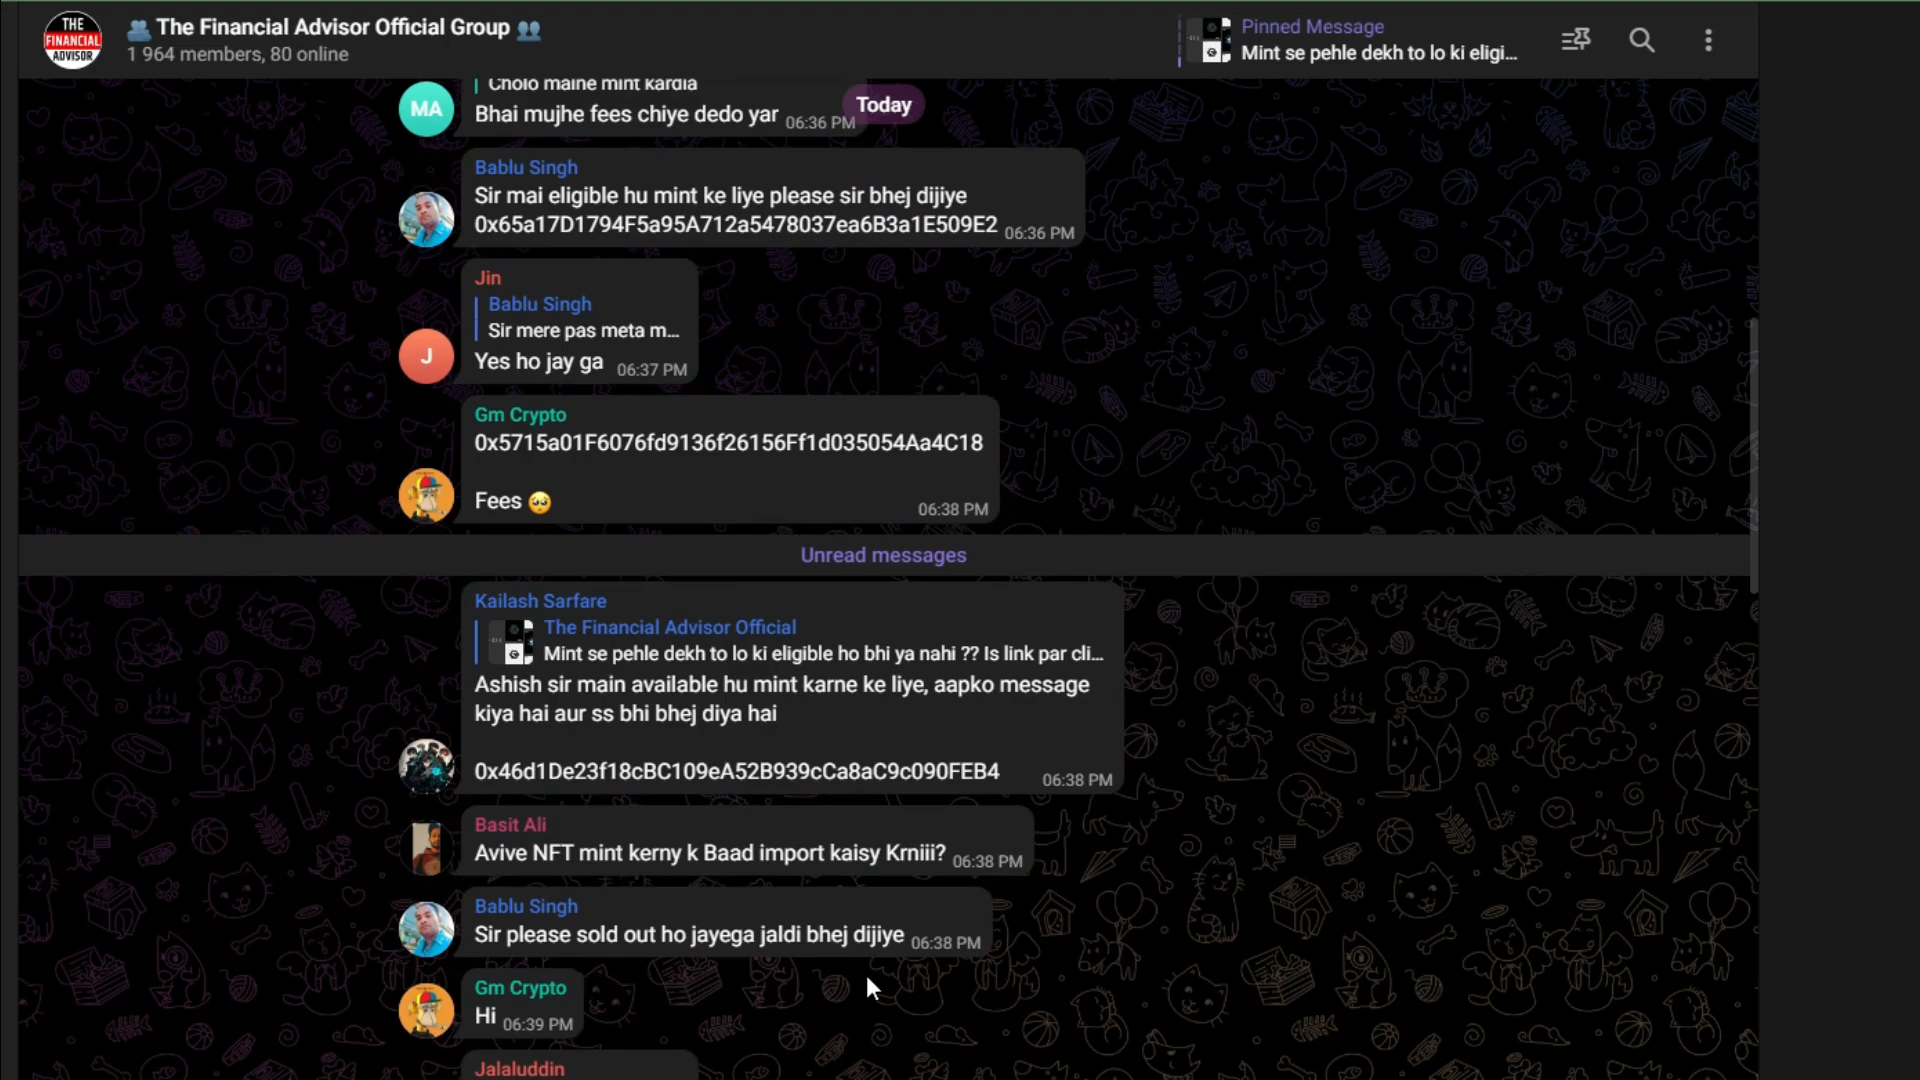 THE
FINANCIAL
ADVISOR
The Financial Advisor Official Group
1 964 members, 80 online
Pinned Message
Mint se pehle dekh to lo ki eligi...
Cholo maine mint kardia
MA
Bhai mujhe fees chiye dedo yar 06:36 PM
Today
Bablu Singh
Sir mai eligible hu mint ke liye please sir bhej dijiye
0x65a17D1794F5a95A712a5478037ea6B3a1E509E2 06:36 PM
Jin
Bablu Singh
Sir mere pas meta m...
J
Yes ho jay ga 06:37 PM
Gm Crypto
0x5715a01F6076fd9136f26156Ff1d035054Aa4C18
Fees 🥺 06:38 PM
Unread messages
Kailash Sarfare
The Financial Advisor Official
Mint se pehle dekh to lo ki eligible ho bhi ya nahi ?? Is link par cli...
Ashish sir main available hu mint karne ke liye, aapko message
kiya hai aur ss bhi bhej diya hai
0x46d1De23f18cBC109eA52B939cCa8aC9c090FEB4 06:38 PM
Basit Ali
Avive NFT mint kerny k Baad import kaisy Krniii? 06:38 PM
Bablu Singh
Sir please sold out ho jayega jaldi bhej dijiye 06:38 PM
Gm Crypto
Hi 06:39 PM
Jalaluddin